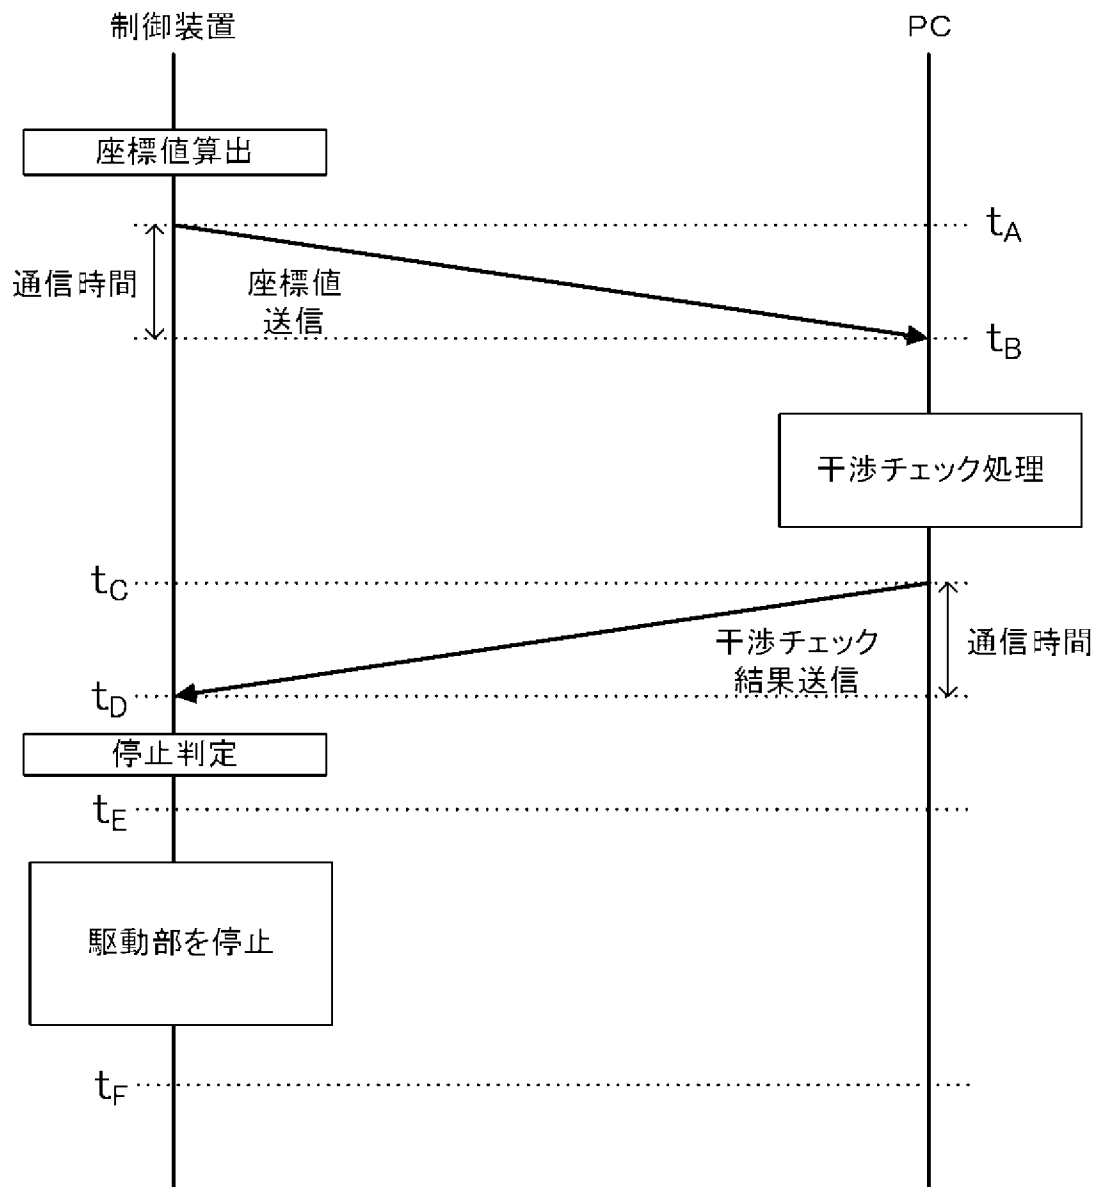 制御装置
PC
座標値算出
tA
通信時間
座標値
送信
tB
干渉チェック処理
tC
干渉チェック
結果送信
通信時間
tD
停止判定
tE
駆動部を停止
tF